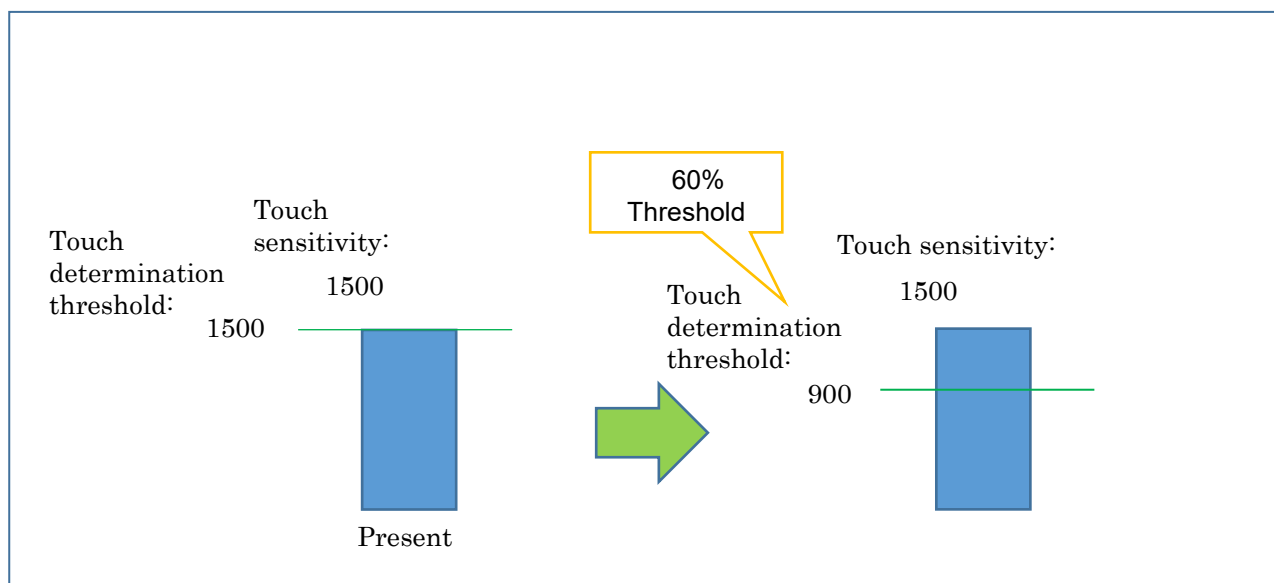 Touch
determination
threshold:
1500
Touch
sensitivity:
1500
Present
60%
Threshold
Touch
determination
threshold:
900
Touch sensitivity:
1500